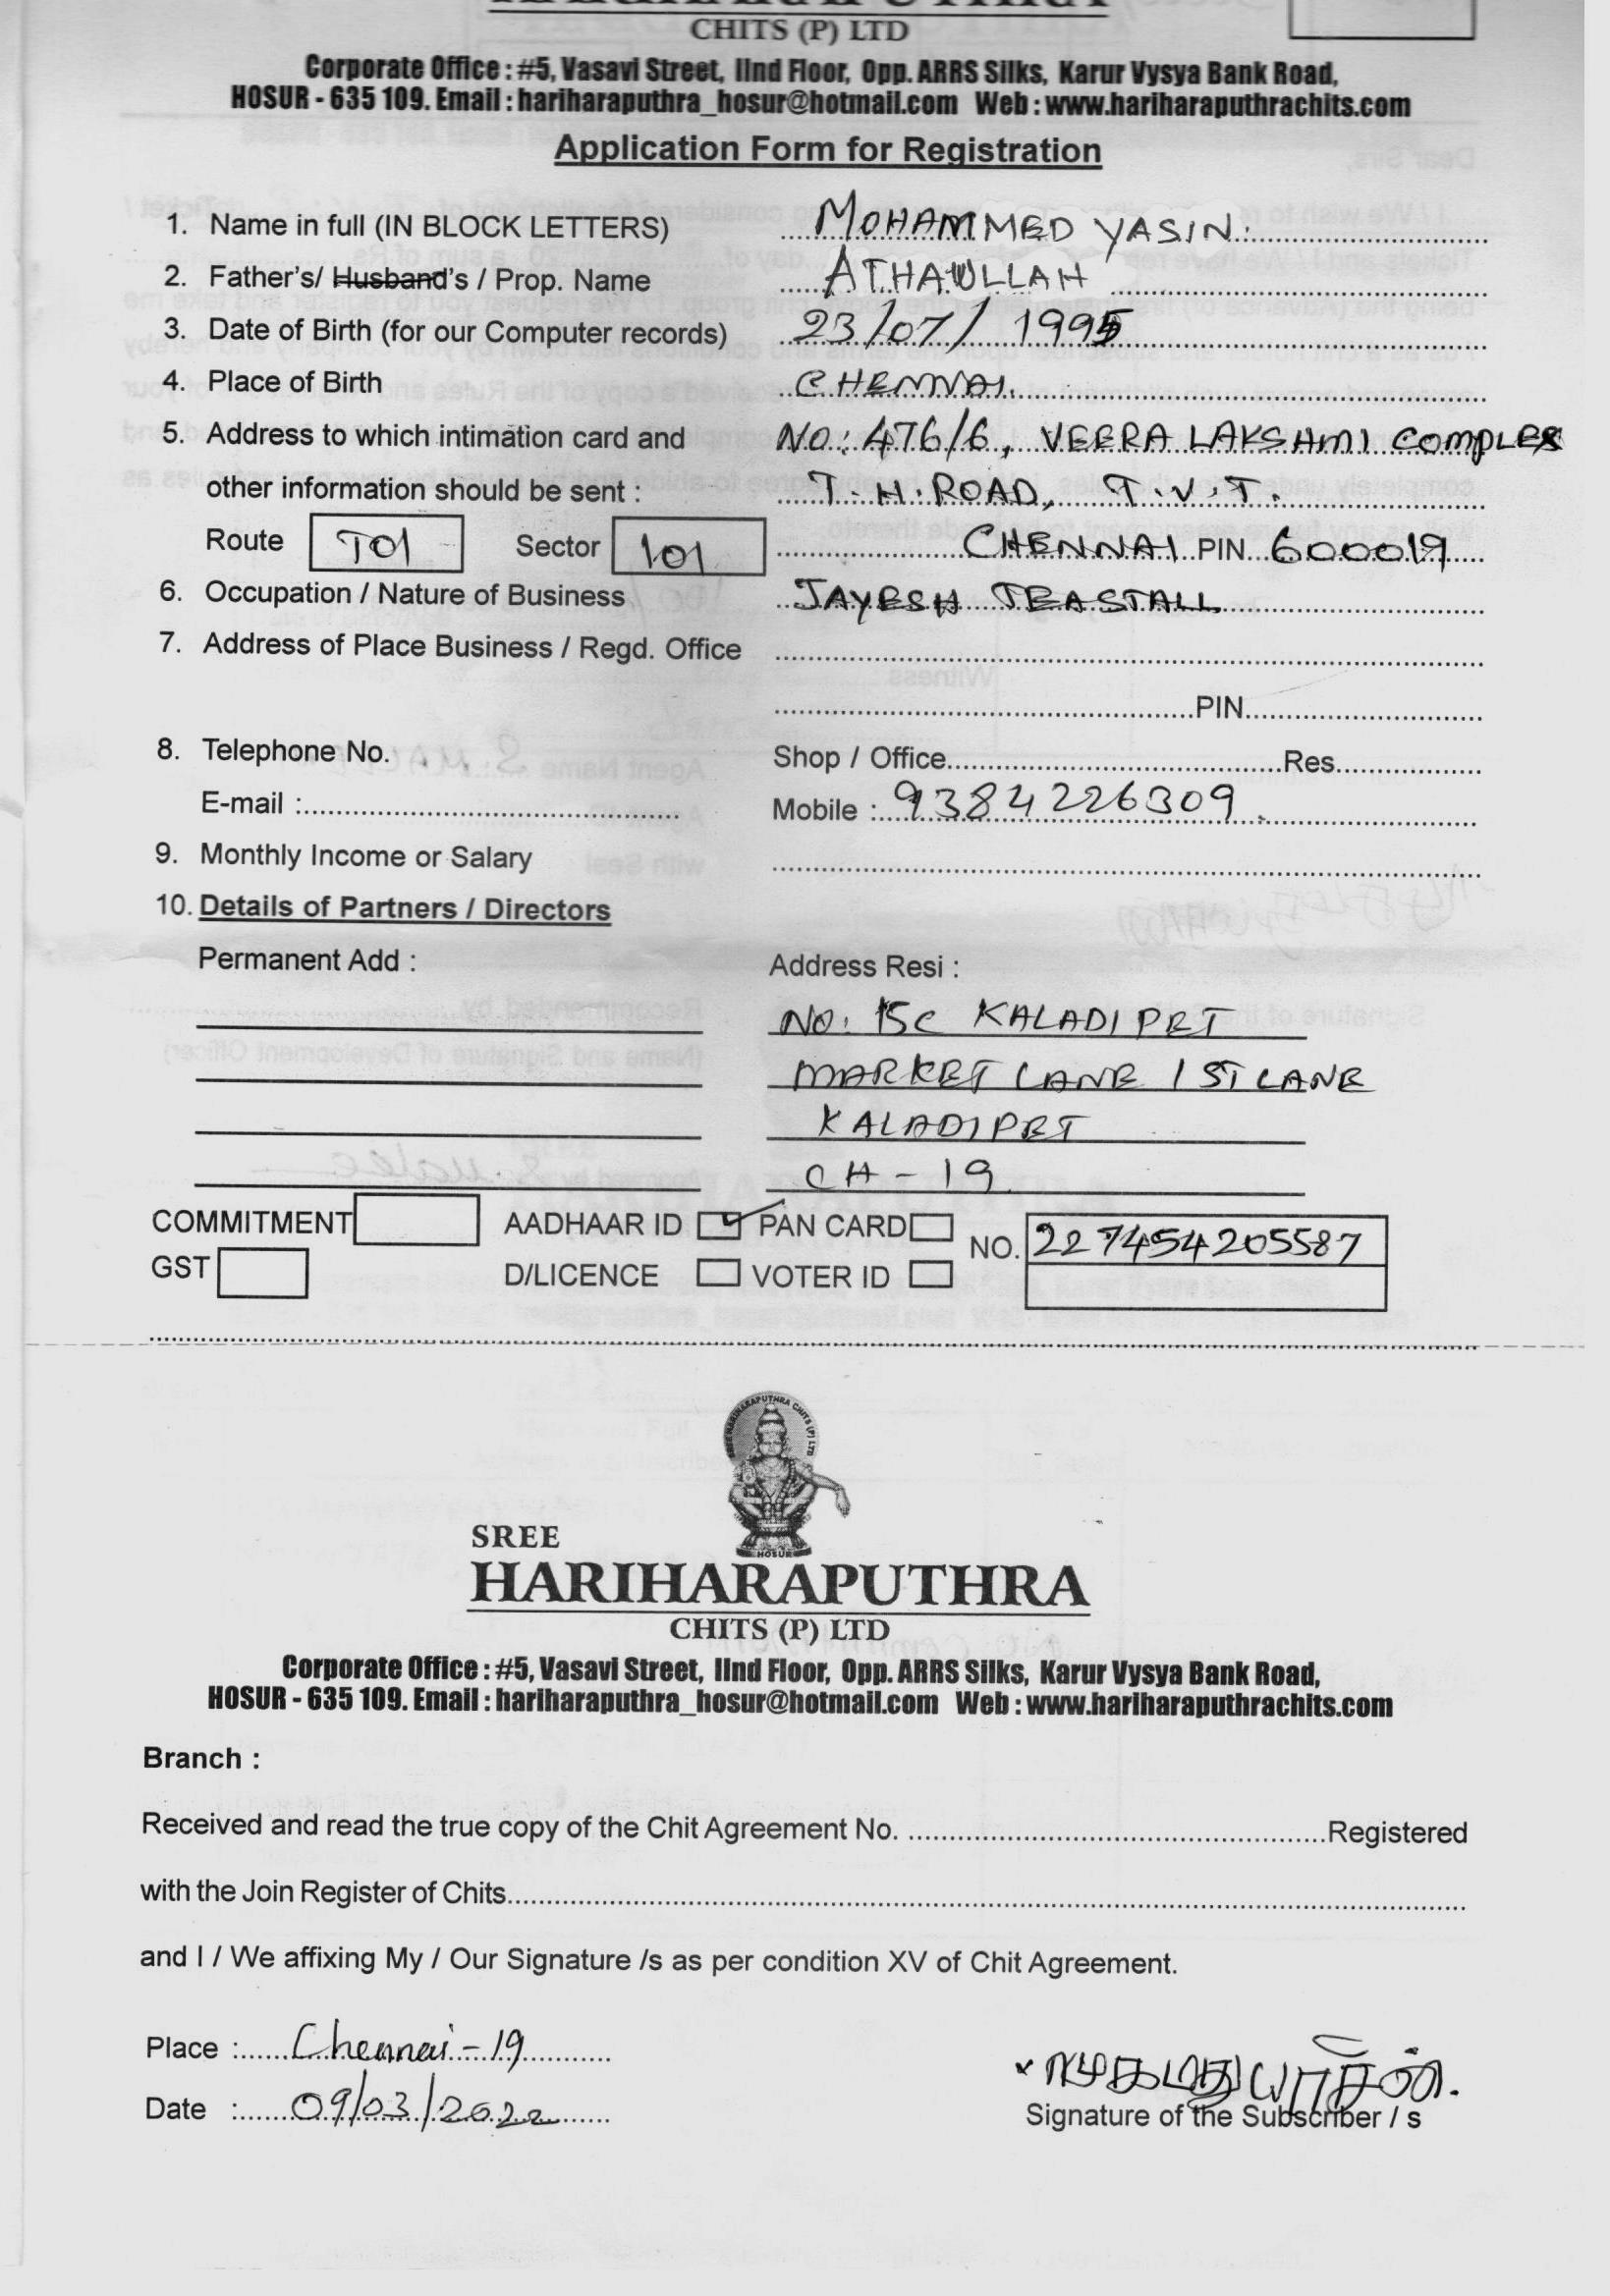 CHITS (P) LTD
Corporate Office : #5, Vasavi Street, IInd Floor, Opp. ARRS Silks, Karur Vysya Bank Road,
HOSUR - 635 109. Email : hariharaputhra_hosur@hotmail.com Web : www.hariharaputhrachits.com
Application Form for Registration
1. Name in full (IN BLOCK LETTERS) MOHAMMED YASIN.
2. Father's/ Husband's / Prop. Name ATHAULLAH
3. Date of Birth (for our Computer records) 23/07/1995
4. Place of Birth CHENNAI.
5. Address to which intimation card and No.: 476/6, VEERA LAKSHMI COMPLEX
other information should be sent : T.H. ROAD, T.V.T.
Route T01 Sector 101 CHENNAI PIN 600019
6. Occupation / Nature of Business JAYESH TEASTALL
7. Address of Place Business / Regd. Office
PIN
8. Telephone No. Shop / Office Res
E-mail : Mobile : 9384226309.
9. Monthly Income or Salary
10. Details of Partners / Directors
Permanent Add : Address Resi :
NO. 15C KALADIPET
MARKET LANE 1ST LANE
KALADIPET
CH - 19
COMMITMENT AADHAAR ID ✓ PAN CARD NO. 227454205587
GST D/LICENCE VOTER ID
SREE HARIHARAPUTHRA CHITS (P) LTD
HOSUR
SREE
HARIHARAPUTHRA
CHITS (P) LTD
Corporate Office : #5, Vasavi Street, IInd Floor, Opp. ARRS Silks, Karur Vysya Bank Road,
HOSUR - 635 109. Email : hariharaputhra_hosur@hotmail.com Web : www.hariharaputhrachits.com
Branch :
Received and read the true copy of the Chit Agreement No. Registered
with the Join Register of Chits
and I / We affixing My / Our Signature /s as per condition XV of Chit Agreement.
Place : Chennai - 19
Date : 09/03/2022
x முகமது யாசின்.
Signature of the Subscriber / s